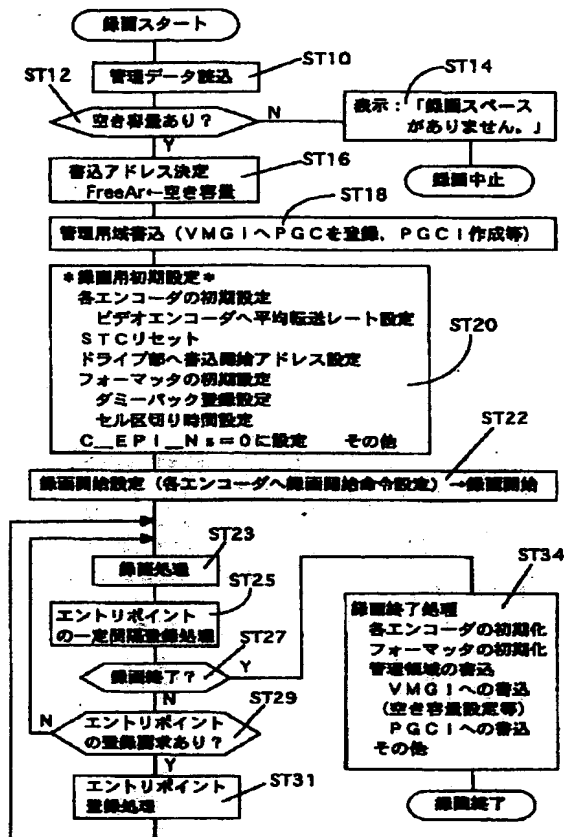 録画スタート
ST10
ST12
管理データ読込
ST14
空き容量あり？
N
表示：「録画スペース
がありません。」
Y
ST16
書込アドレス決定
FreeAr←空き容量
録画中止
ST18
管理用域書込（ＶＭＧＩへＰＧＣを登録，ＰＧＣＩ作成等）
＊録画用初期設定＊
各エンコーダの初期設定
ビデオエンコーダへ平均転送レート設定
ＳＴＣリセット
ドライブ部へ書込開始アドレス設定
フォーマッタの初期設定
ダミーパック登録設定
セル区切り時間設定
Ｃ＿ＥＰＩ＿Ｎｓ＝０に設定　その他
ST20
ST22
録画開始設定（各エンコーダへ録画開始命令設定）→録画開始
ST23
録画処理
ST25
エントリポイント
の一定間隔登録処理
ST27
録画終了？
Y
N
ST29
N
エントリポイント
の登録要求あり？
Y
ST31
エントリポイント
登録処理
ST34
録画終了処理
各エンコーダの初期化
フォーマッタの初期化
管理領域の書込
ＶＭＧＩへの書込
（空き容量設定等）
ＰＧＣＩへの書込
その他
録画終了